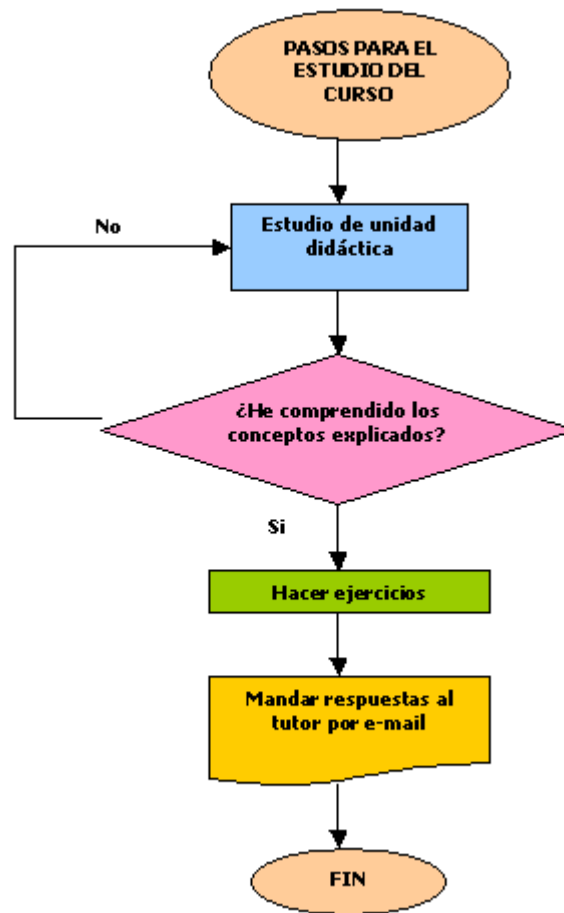 PASOS PARA EL
ESTUDIO DEL
CURSO
No
Estudio de unidad
didáctica
¿He comprendido los
conceptos explicados?
Si
Hacer ejercicios
Mandar respuestas al
tutor por e-mail
FIN